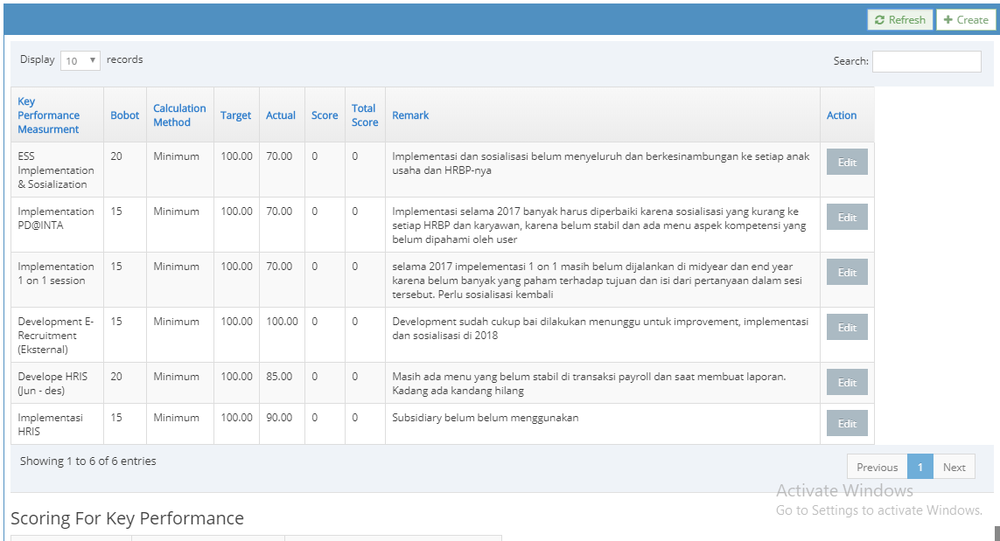 Refresh
Create
Display 10 records
Search:
Key Performance Measurment
Bobot
Calculation Method
Target
Actual
Score
Total Score
Remark
Action
ESS
Implementation
& Sosialization
20
Minimum
100.00
70.00
0
0
Implementasi dan sosialisasi belum menyeluruh dan berkesinambungan ke setiap anak
usaha dan HRBP-nya
Edit
Implementation
PD@INTA
15
Minimum
100.00
70.00
0
0
Implementasi selama 2017 banyak harus diperbaiki karena sosialisasi yang kurang ke
setiap HRBP dan karyawan, karena belum stabil dan ada menu aspek kompetensi yang
belum dipahami oleh user
Edit
Implementation
1 on 1 session
15
Minimum
100.00
70.00
0
0
selama 2017 impelementasi 1 on 1 masih belum dijalankan di midyear dan end year
karena belum banyak yang paham terhadap tujuan dan isi dari pertanyaan dalam sesi
tersebut. Perlu sosialisasi kembali
Edit
Development E-
Recruitment
(Eksternal)
15
Minimum
100.00
100.00
0
0
Development sudah cukup bai dilakukan menunggu untuk improvement, implementasi
dan sosialisasi di 2018
Edit
Develope HRIS
(Jun - des)
20
Minimum
100.00
85.00
0
0
Masih ada menu yang belum stabil di transaksi payroll dan saat membuat laporan.
Kadang ada kandang hilang
Edit
Implementasi
HRIS
15
Minimum
100.00
90.00
0
0
Subsidiary belum belum menggunakan
Edit
Showing 1 to 6 of 6 entries
Previous 1 Next
Activate Windows
Go to Settings to activate Windows.
Scoring For Key Performance